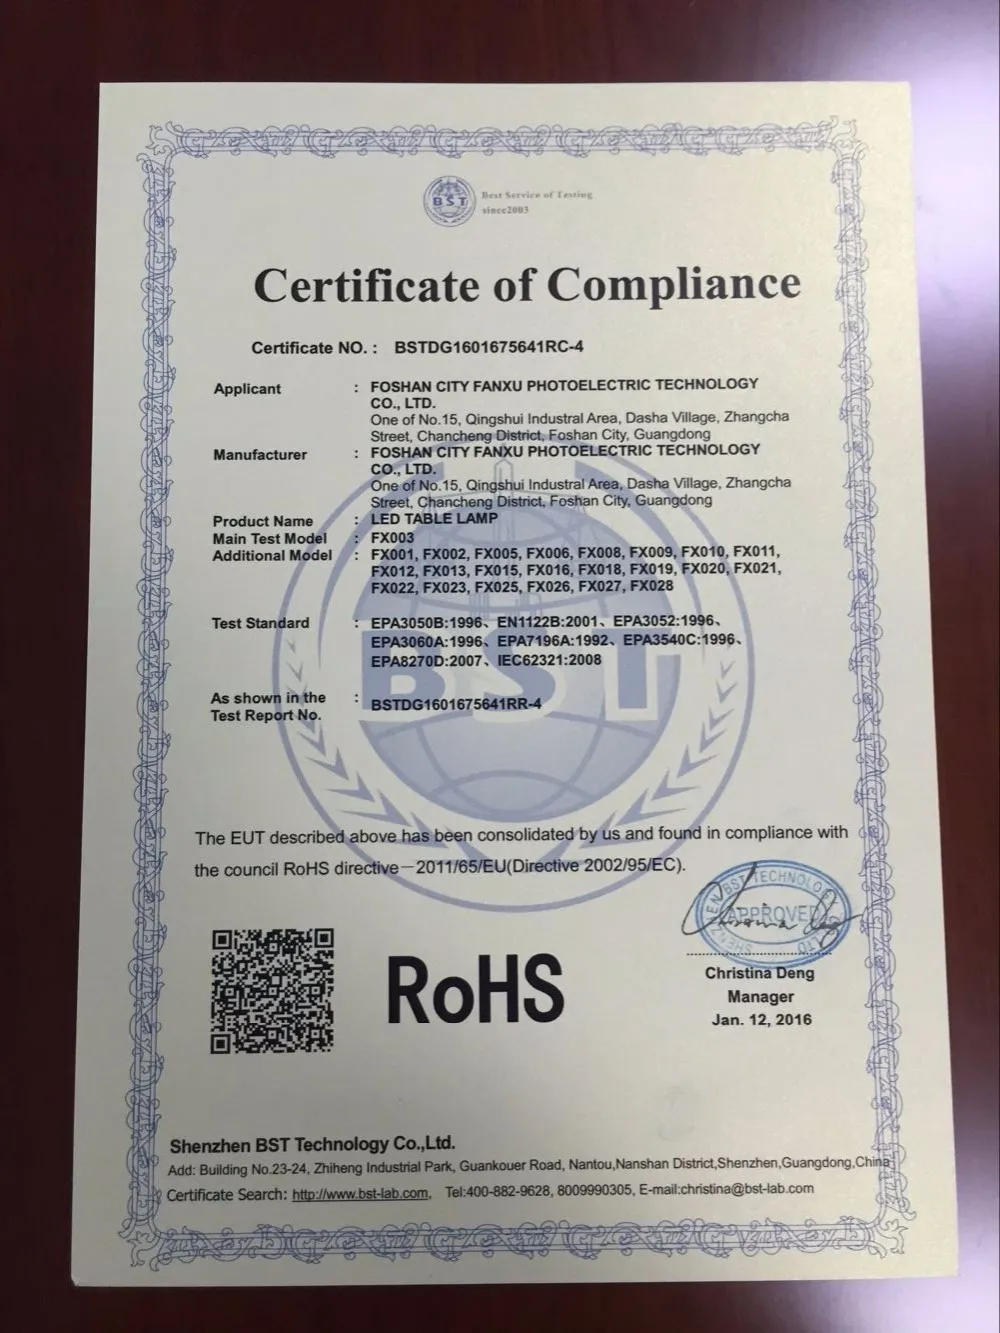 BST
Best Service of Testing
since2003
Certificate of Compliance
Certificate NO. : BSTDG1601675641RC-4
Applicant : FOSHAN CITY FANXU PHOTOELECTRIC TECHNOLOGY
CO., LTD.
One of No.15, Qingshui Industral Area, Dasha Village, Zhangcha
Street, Chancheng District, Foshan City, Guangdong
Manufacturer : FOSHAN CITY FANXU PHOTOELECTRIC TECHNOLOGY
CO., LTD.
One of No.15, Qingshui Industral Area, Dasha Village, Zhangcha
Street, Chancheng District, Foshan City, Guangdong
Product Name : LED TABLE LAMP
Main Test Model : FX003
Additional Model : FX001, FX002, FX005, FX006, FX008, FX009, FX010, FX011,
FX012, FX013, FX015, FX016, FX018, FX019, FX020, FX021,
FX022, FX023, FX025, FX026, FX027, FX028
Test Standard : EPA3050B:1996、EN1122B:2001、EPA3052:1996、
EPA3060A:1996、EPA7196A:1992、EPA3540C:1996、
EPA8270D:2007、IEC62321:2008
As shown in the :
Test Report No. BSTDG1601675641RR-4
BST
The EUT described above has been consolidated by us and found in compliance with
the council RoHS directive－2011/65/EU(Directive 2002/95/EC).
SHENZHEN BST TECHNOLOGY
APPROVED
RoHS
Christina Deng
Manager
Jan. 12, 2016
Shenzhen BST Technology Co.,Ltd.
Add: Building No.23-24, Zhiheng Industrial Park, Guankouer Road, Nantou,Nanshan District,Shenzhen,Guangdong,China
Certificate Search: http://www.bst-lab.com, Tel:400-882-9628, 8009990305, E-mail:christina@bst-lab.com